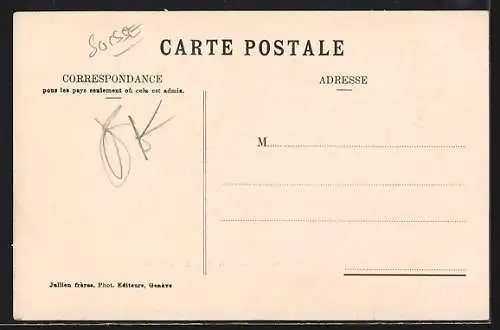 Suisse
CARTE POSTALE
CORRESPONDANCE
pour les pays seulement où cela est admis.
ADRESSE
M
Jullien frères, Phot. Editeurs, Genève